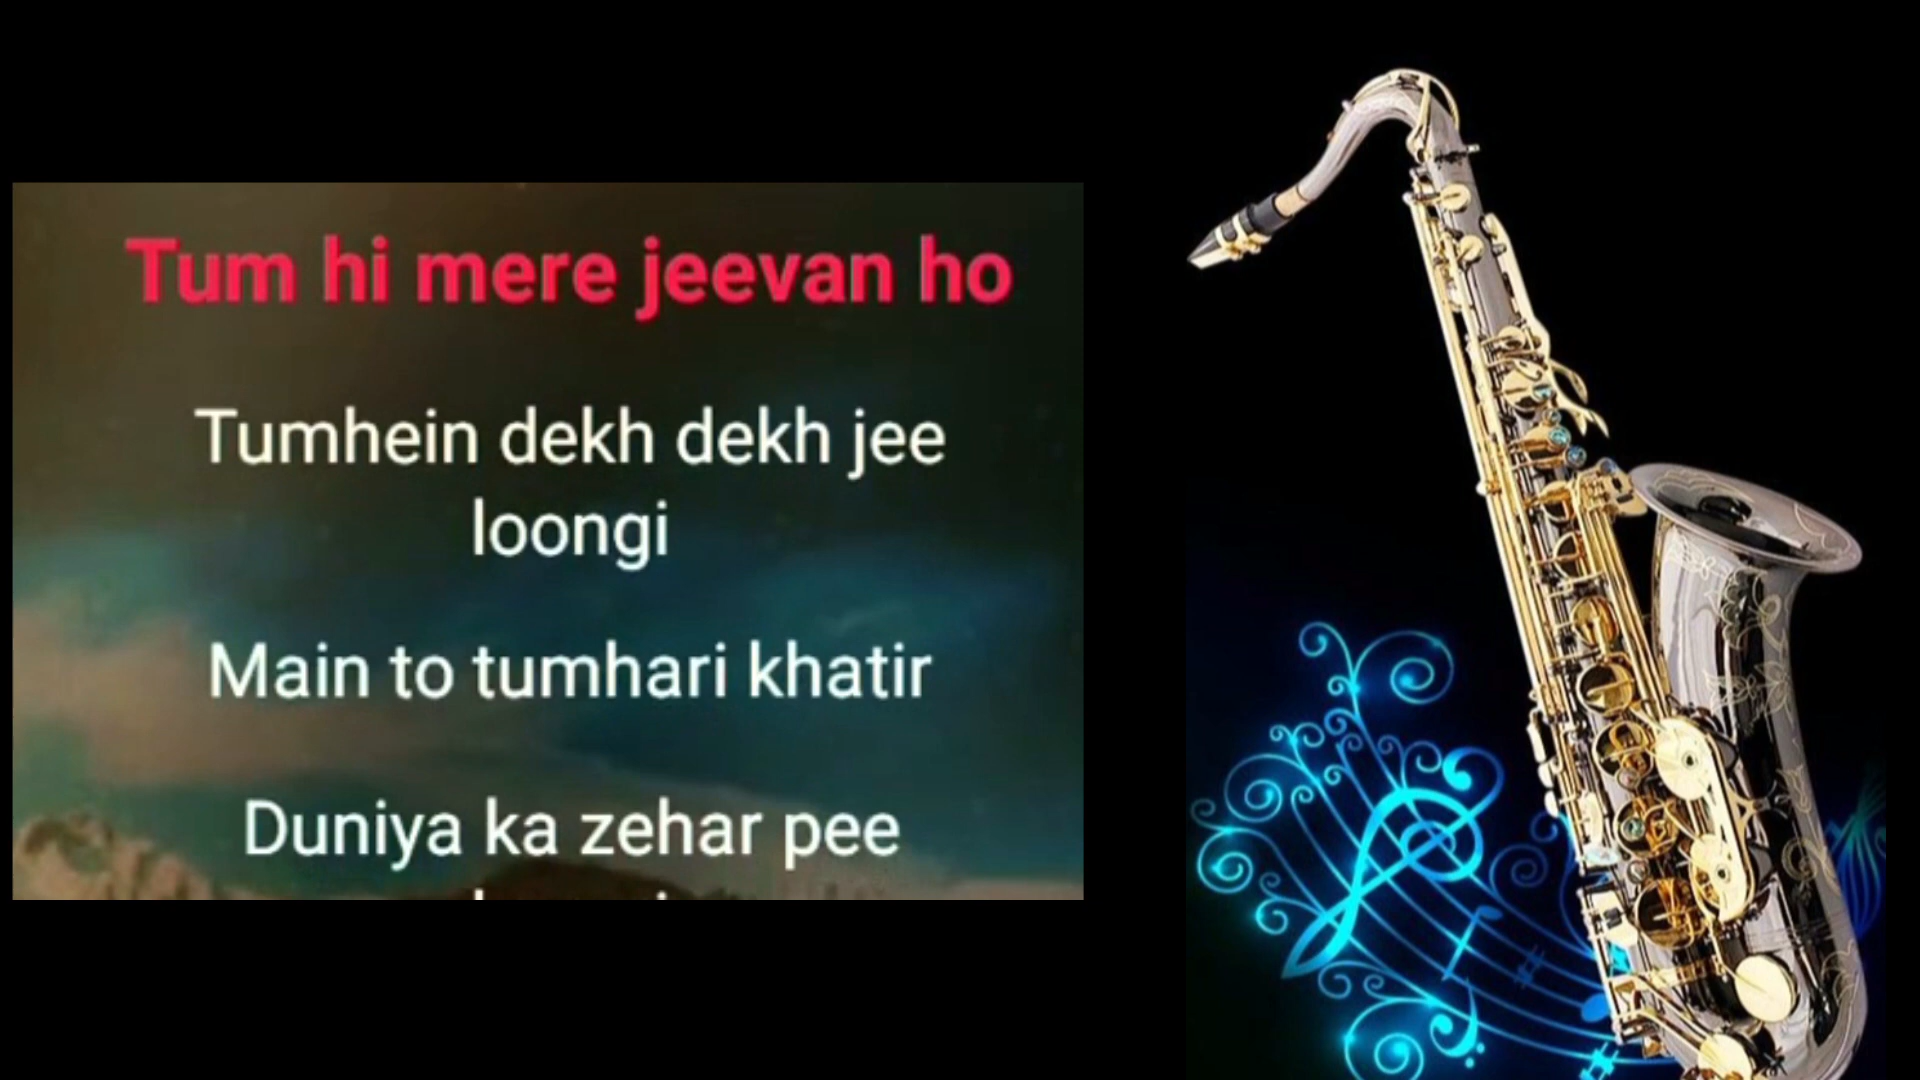 Tum hi mere jeevan ho
Tumhein dekh dekh jee
loongi
Main to tumhari khatir
Duniya ka zehar pee